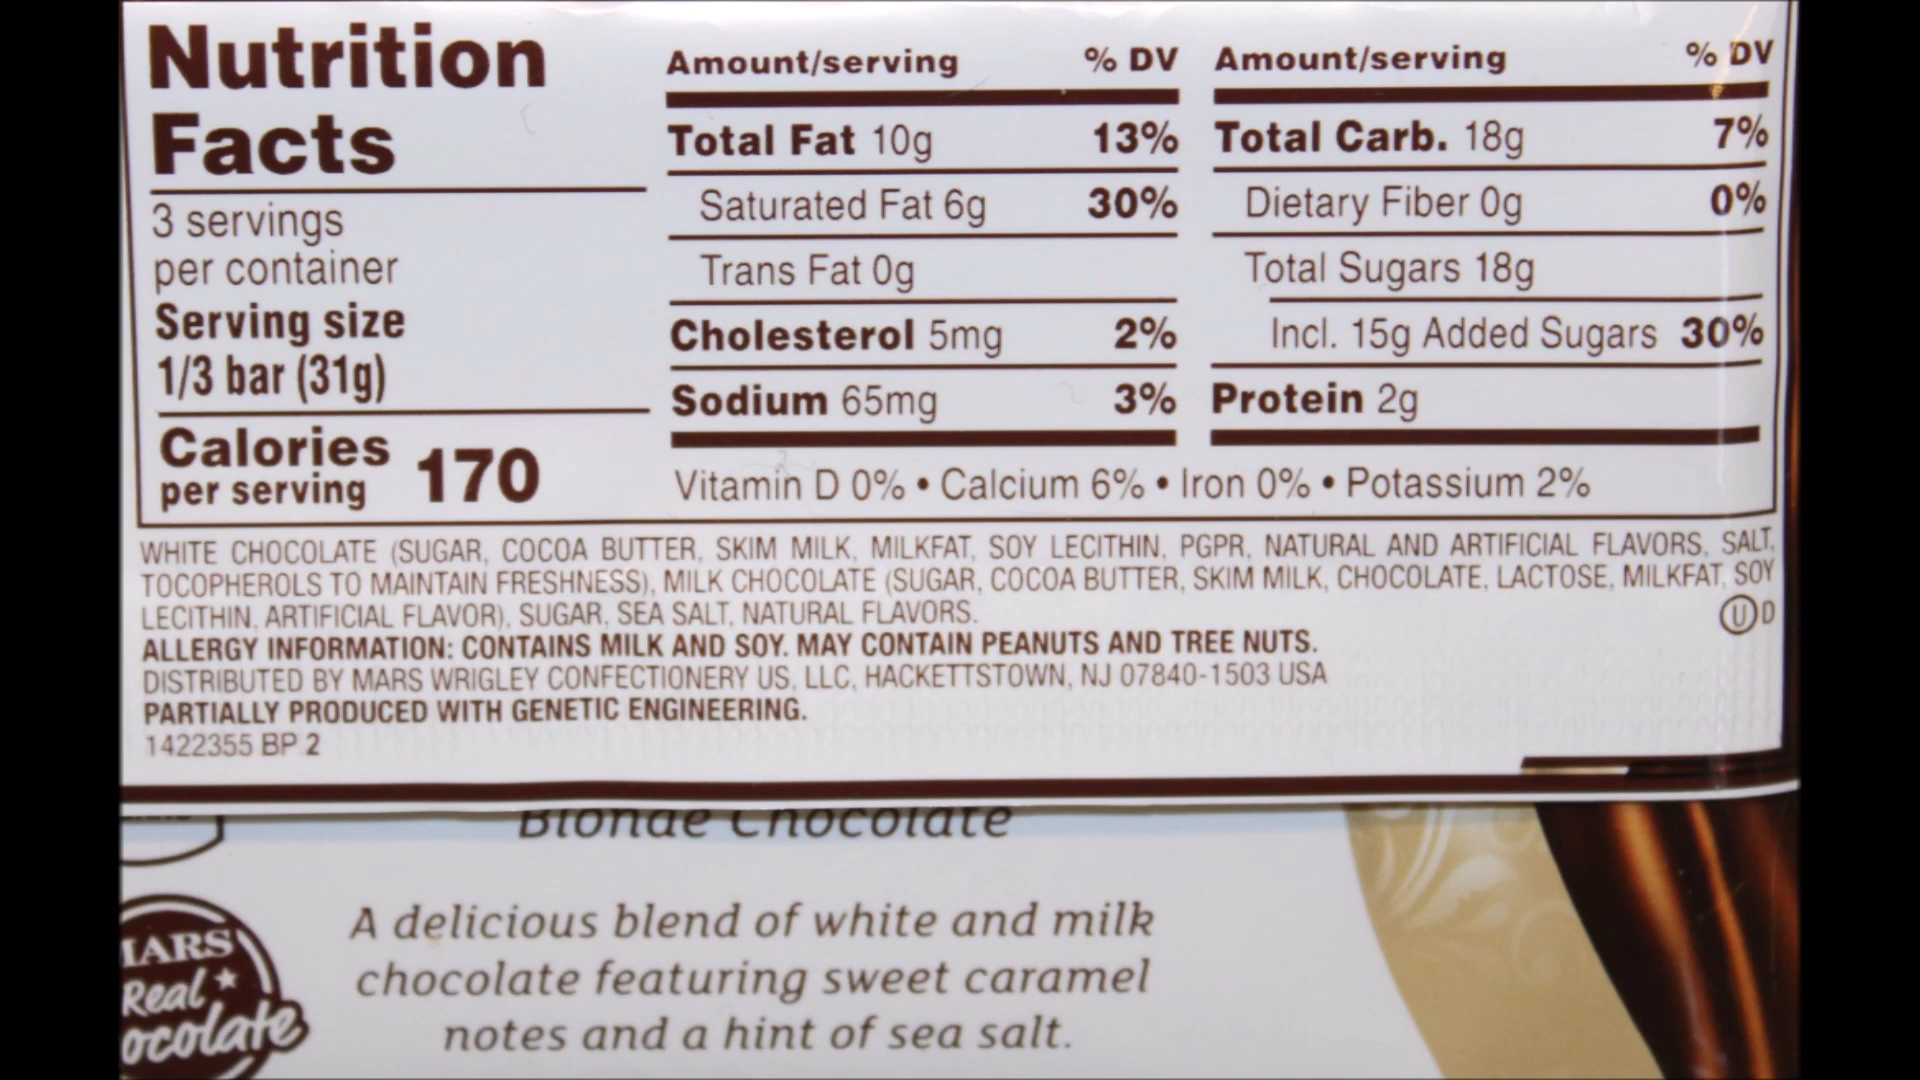 Nutrition
Facts
3 servings
per container
Serving size
1/3 bar (31g)
Calories
per serving 170
Amount/serving % DV
Total Fat 10g 13%
Saturated Fat 6g 30%
Trans Fat 0g
Cholesterol 5mg 2%
Sodium 65mg 3%
Amount/serving % DV
Total Carb. 18g 7%
Dietary Fiber 0g 0%
Total Sugars 18g
Incl. 15g Added Sugars 30%
Protein 2g
Vitamin D 0% • Calcium 6% • Iron 0% • Potassium 2%
WHITE CHOCOLATE (SUGAR, COCOA BUTTER, SKIM MILK, MILKFAT, SOY LECITHIN, PGPR, NATURAL AND ARTIFICIAL FLAVORS, SALT,
TOCOPHEROLS TO MAINTAIN FRESHNESS), MILK CHOCOLATE (SUGAR, COCOA BUTTER, SKIM MILK, CHOCOLATE, LACTOSE, MILKFAT, SOY
LECITHIN, ARTIFICIAL FLAVOR), SUGAR, SEA SALT, NATURAL FLAVORS.
U D
ALLERGY INFORMATION: CONTAINS MILK AND SOY. MAY CONTAIN PEANUTS AND TREE NUTS.
DISTRIBUTED BY MARS WRIGLEY CONFECTIONERY US, LLC, HACKETTSTOWN, NJ 07840-1503 USA
PARTIALLY PRODUCED WITH GENETIC ENGINEERING.
1422355 BP 2
Blonde Chocolate
A delicious blend of white and milk
chocolate featuring sweet caramel
notes and a hint of sea salt.
MARS
Real
ocolate